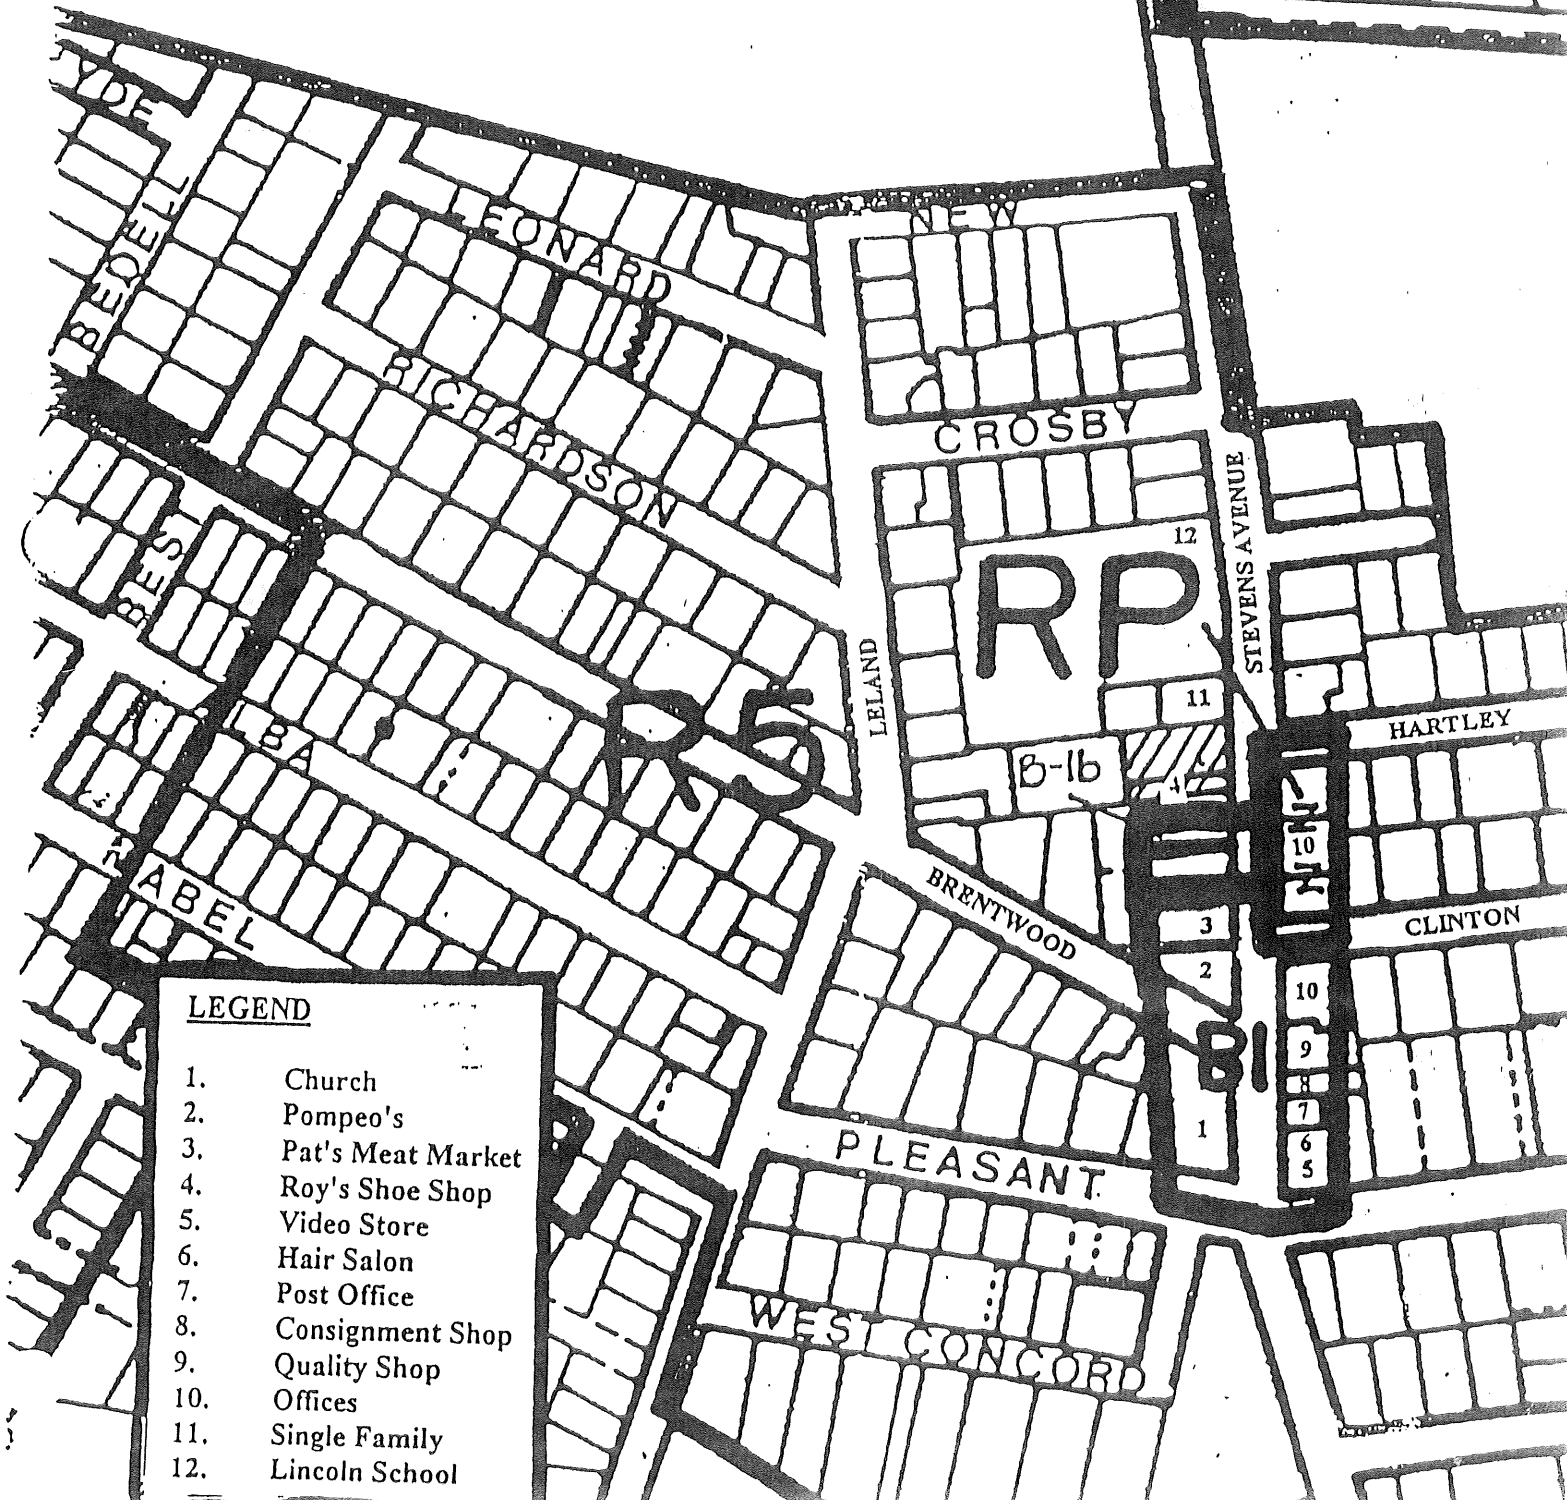 YDE
BEDELL
LEONARD
NEW
RICHARDSON
CROSBY
BEST
STEVENS AVENUE
12
RP
LELAND
11
HARTLEY
R5
B-1b
4
10
ABEL
BRENTWOOD
3
CLINTON
2
10
B1
9
8
7
1
6
5
PLEASANT.
WEST CONCORD
LEGEND
1. Church
2. Pompeo's
3. Pat's Meat Market
4. Roy's Shoe Shop
5. Video Store
6. Hair Salon
7. Post Office
8. Consignment Shop
9. Quality Shop
10. Offices
11. Single Family
12. Lincoln School